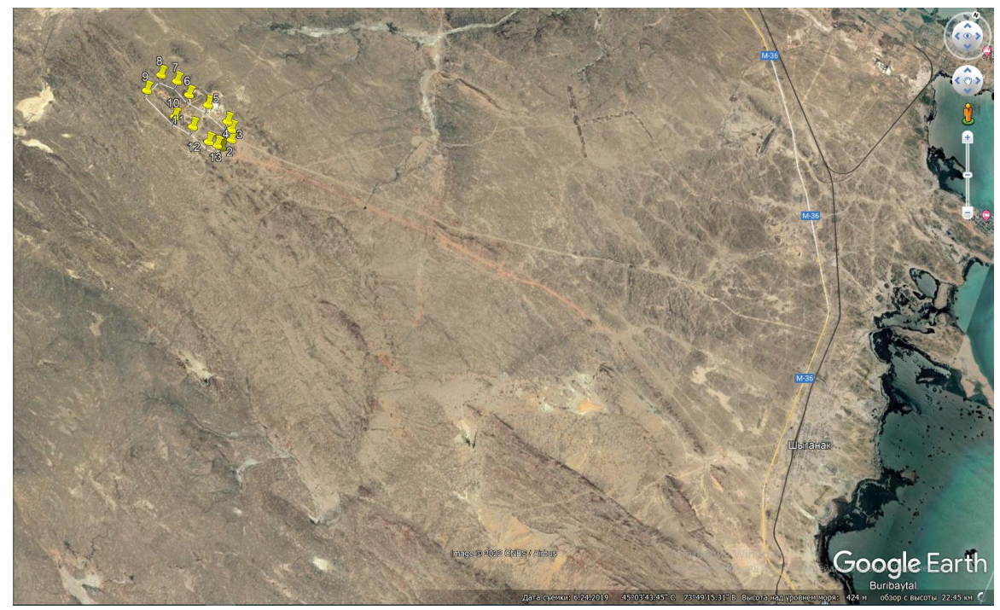 N
M-36
8
7
9
6
5
10
11
4
3
12
2
13
M-36
M-36
Шыганак
Image © 2022 CNES / Airbus
Google Earth
Buribaytal
Дата съемки: 6.24.2019 45°03'43.45" С 73°49'15.31" В Высота над уровнем моря: 424 м обзор с высоты 22.45 км